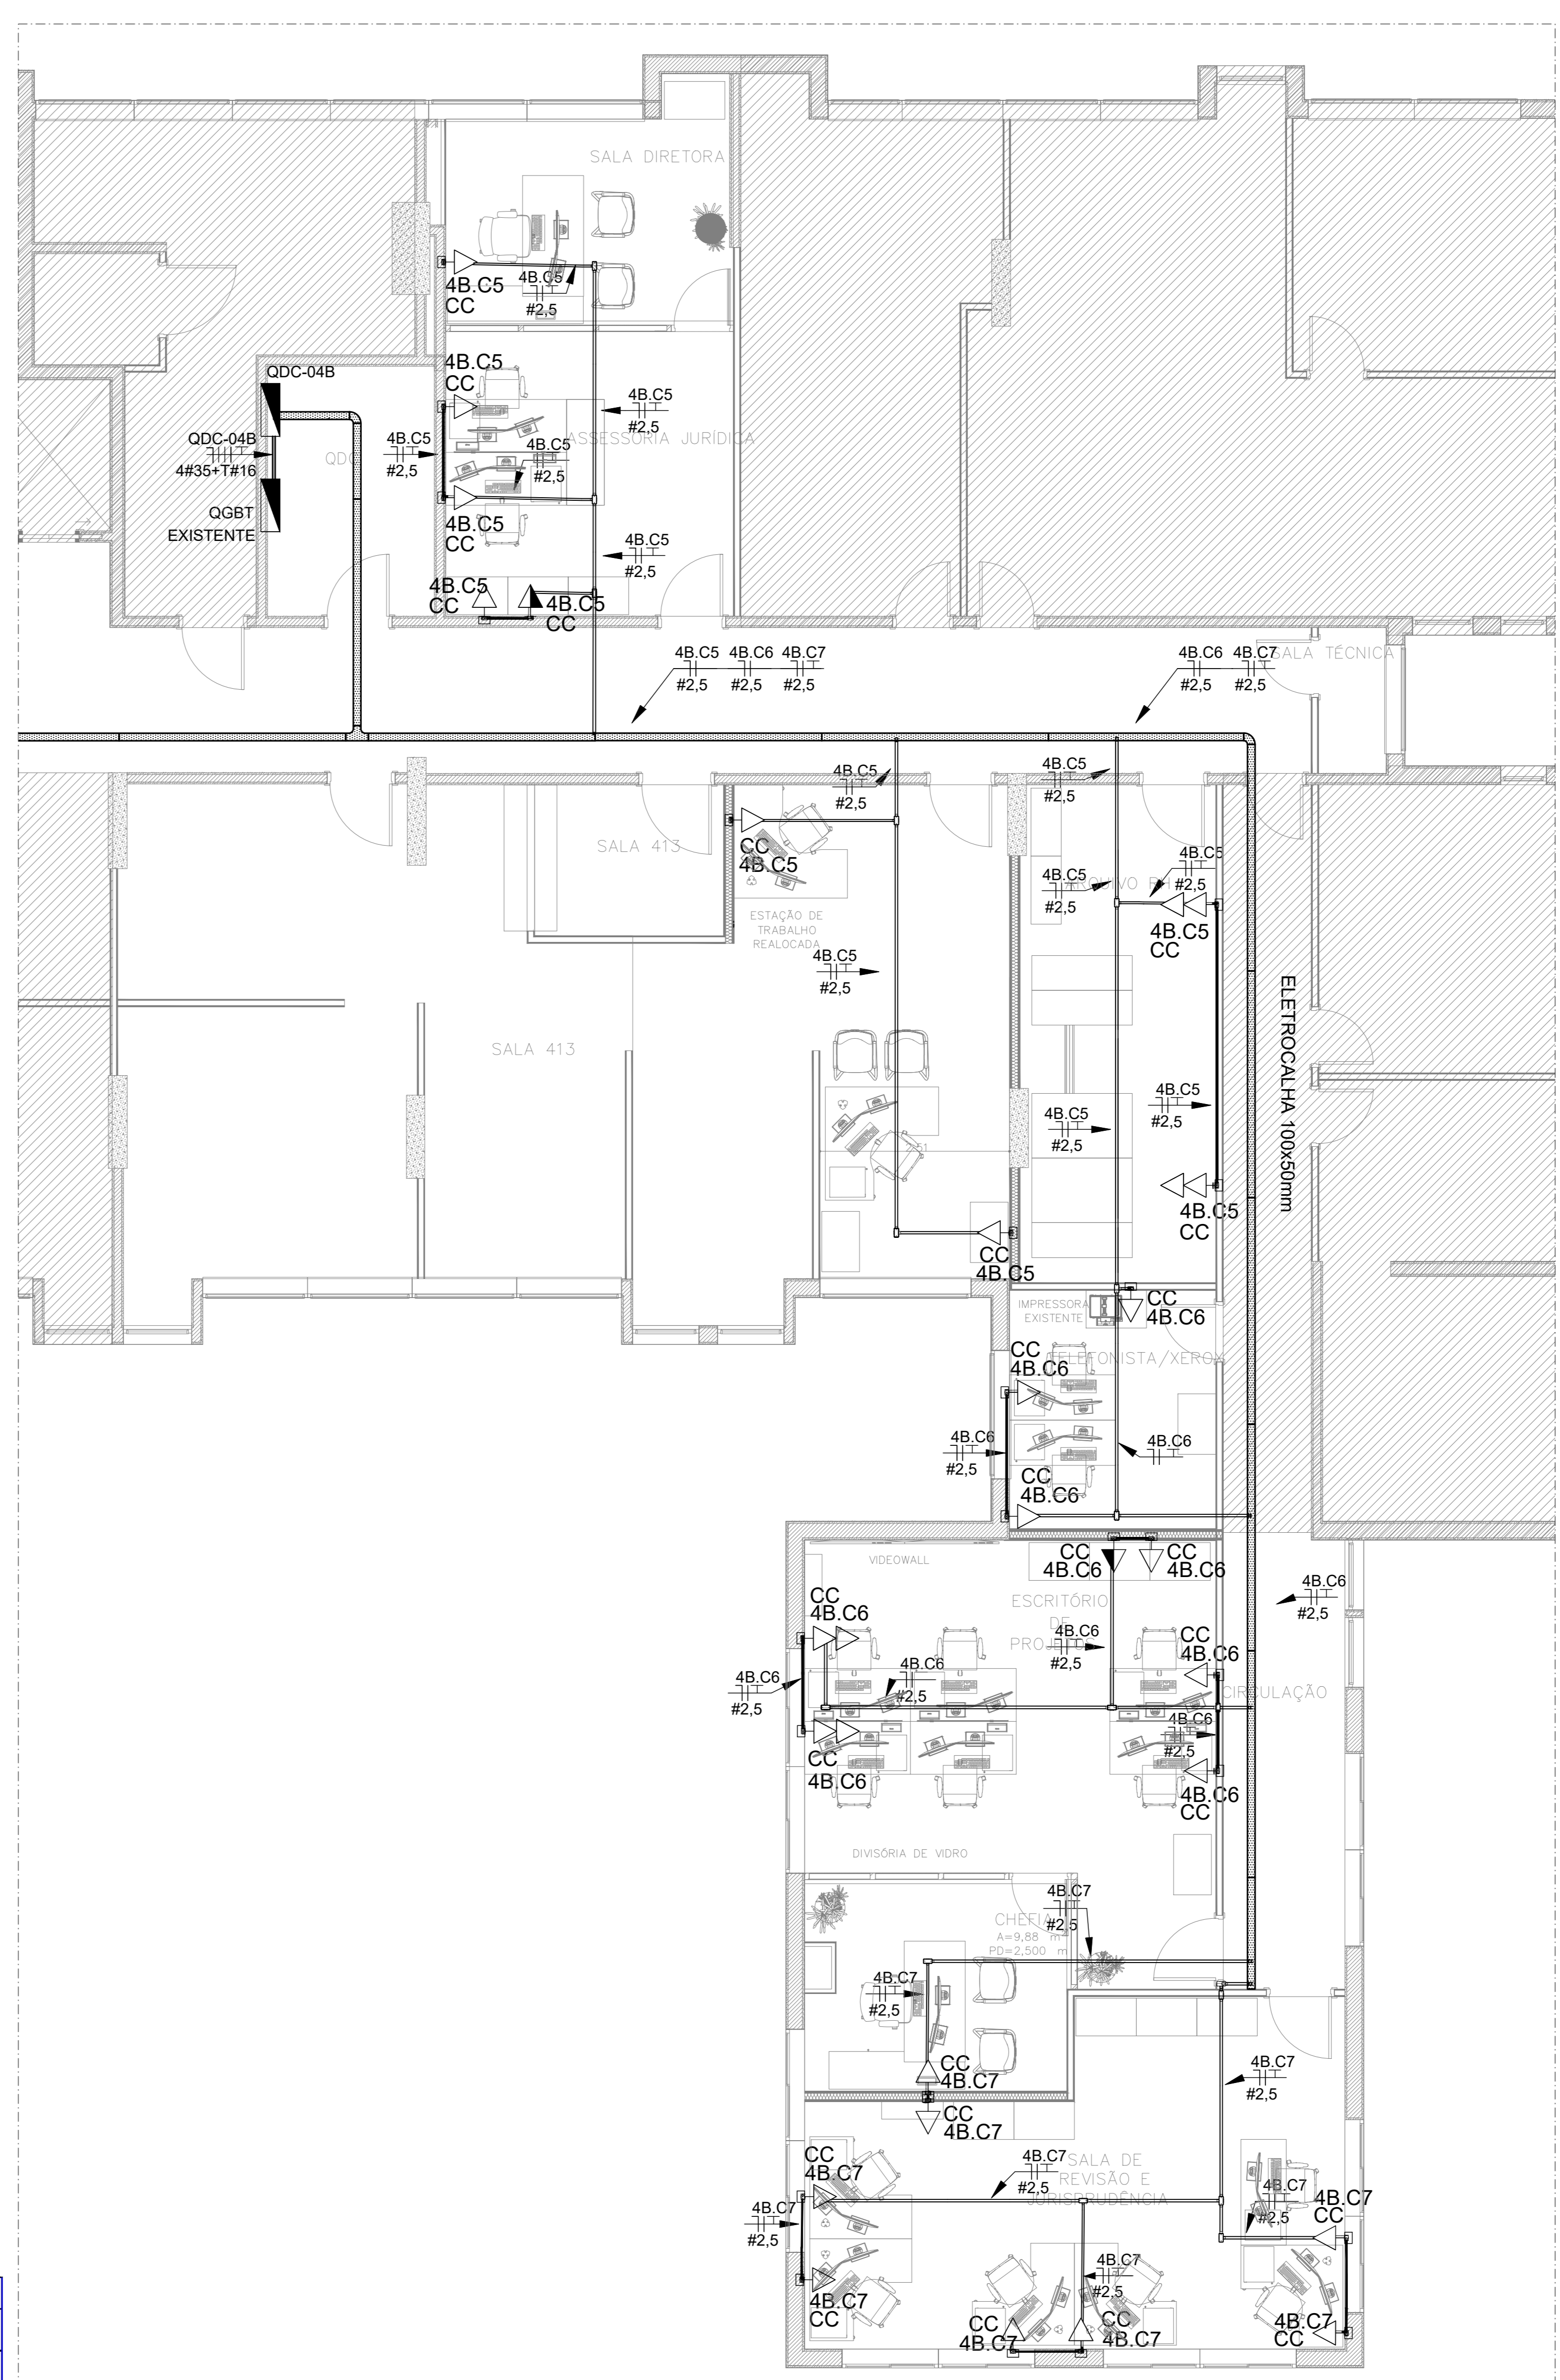 SALA DIRETORA
4B.C5
CC
4B.C5
#2,5
QDC-04B
4B.C5
CC
4B.C5
#2,5
ASSESSORIA JURÍDICA
QDC-04B
4#35+T#16
QDC
4B.C5
#2,5
4B.C5
#2,5
QGBT
EXISTENTE
4B.C5
CC
4B.C5
#2,5
4B.C5
CC
4B.C5
CC
4B.C5 4B.C6 4B.C7
#2,5 #2,5 #2,5
4B.C6 4B.C7
#2,5 #2,5
SALA TÉCNICA
4B.C5
#2,5
4B.C5
#2,5
SALA 413
CC
4B.C5
4B.C5
#2,5
4B.C5
#2,5
ARQUIVO RH
ESTAÇÃO DE
TRABALHO
REALOCADA
4B.C5
CC
4B.C5
#2,5
ELETROCALHA 100x50mm
SALA 413
4B.C5
#2,5
4B.C5
#2,5
4B.C5
CC
CC
4B.C5
IMPRESSORA
EXISTENTE
CC
4B.C6
CC
4B.C6
TELEFONISTA/XEROX
4B.C6
#2,5
4B.C6
CC
4B.C6
VIDEOWALL
CC
4B.C6
CC
4B.C6
4B.C6
#2,5
CC
4B.C6
ESCRITÓRIO
DE
PROJETOS
4B.C6
#2,5
CC
4B.C6
4B.C6
#2,5
4B.C6
#2,5
CIRCULAÇÃO
4B.C6
#2,5
CC
4B.C6
4B.C6
CC
DIVISÓRIA DE VIDRO
4B.C7
#2,5
CHEFIA
A=9,88 m
PD=2,500 m
4B.C7
#2,5
CC
4B.C7
4B.C7
#2,5
CC
4B.C7
CC
4B.C7
4B.C7
#2,5
SALA DE
REVISÃO E
JURISPRUDÊNCIA
4B.C7
#2,5
4B.C7
CC
4B.C7
#2,5
4B.C7
#2,5
4B.C7
CC
CC
4B.C7
CC
4B.C7
4B.C7
CC